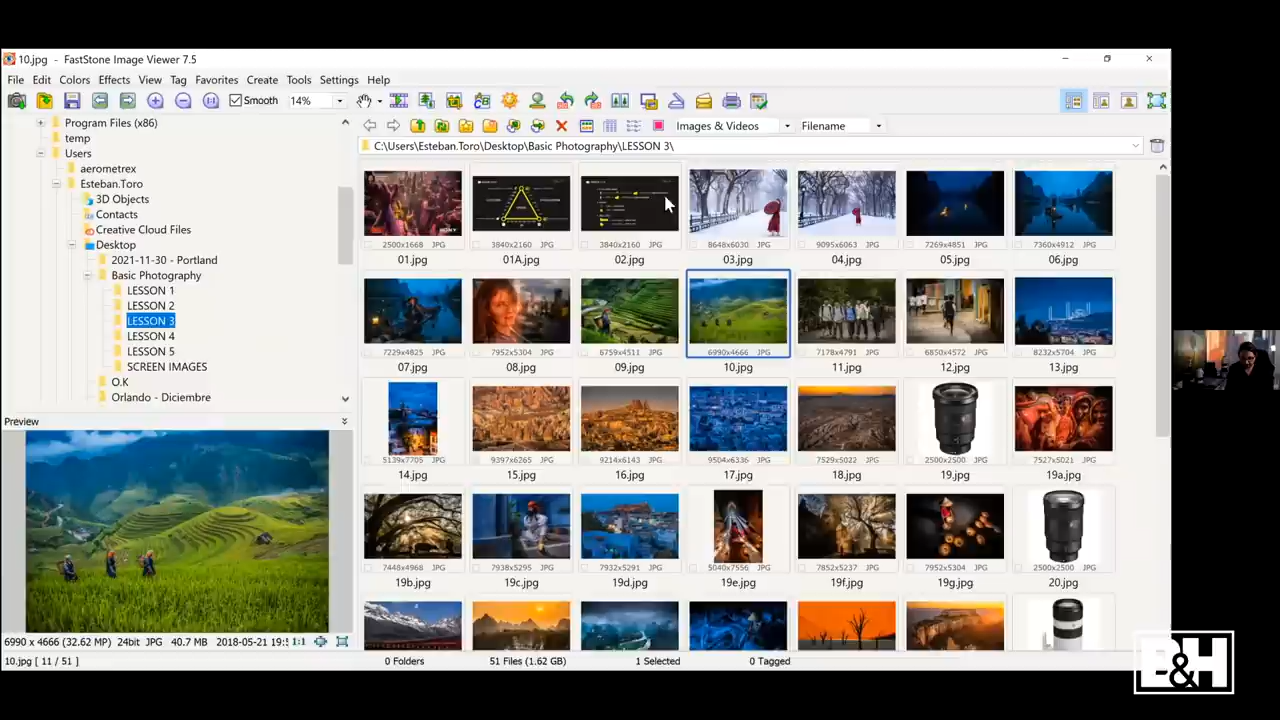 10.jpg - FastStone Image Viewer 7.5
File Edit Colors Effects View Tag Favorites Create Tools Settings Help
Smooth 14%
Images & Videos Filename
C:\Users\Esteban.Toro\Desktop\Basic Photography\LESSON 3\
Program Files (x86)
temp
Users
aerometrex
Esteban.Toro
3D Objects
Contacts
Creative Cloud Files
Desktop
2021-11-30 - Portland
Basic Photography
LESSON 1
LESSON 2
LESSON 3
LESSON 4
LESSON 5
SCREEN IMAGES
O.K
Orlando - Diciembre
Preview
6990 x 4666 (32.62 MP) 24bit JPG 40.7 MB 2018-05-21 19:5 1:1
10.jpg [ 11 / 51 ]
SONY
2500x1668 JPG 3840x2160 JPG 3840x2160 JPG 8648x6030 JPG 9095x6063 JPG 7269x4851 JPG 7360x4912 JPG
01.jpg 01A.jpg 02.jpg 03.jpg 04.jpg 05.jpg 06.jpg
7229x4825 JPG 7952x5304 JPG 6759x4511 JPG 6990x4666 JPG 7178x4791 JPG 6850x4572 JPG 8232x5704 JPG
07.jpg 08.jpg 09.jpg 10.jpg 11.jpg 12.jpg 13.jpg
5139x7705 JPG 9397x6265 JPG 9214x6143 JPG 9504x6336 JPG 7529x5022 JPG 2500x2500 JPG 7527x5021 JPG
14.jpg 15.jpg 16.jpg 17.jpg 18.jpg 19.jpg 19a.jpg
7448x4968 JPG 7938x5295 JPG 7932x5291 JPG 5040x7556 JPG 7852x5237 JPG 7952x5304 JPG 2500x2500 JPG
19b.jpg 19c.jpg 19d.jpg 19e.jpg 19f.jpg 19g.jpg 20.jpg
0 Folders 51 Files (1.62 GB) 1 Selected 0 Tagged
B&H